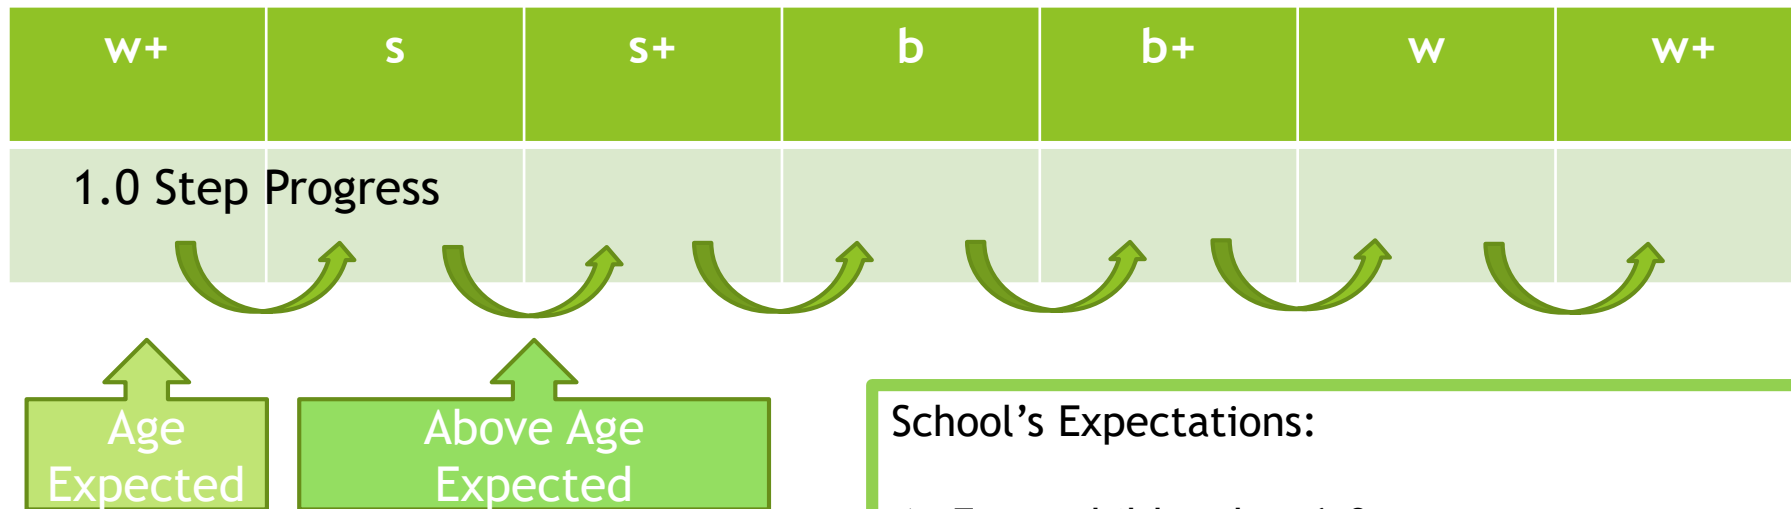 w+ s s+ b b+ w w+
1.0 Step Progress
Age
Expected
Above Age
Expected
School's Expectations: